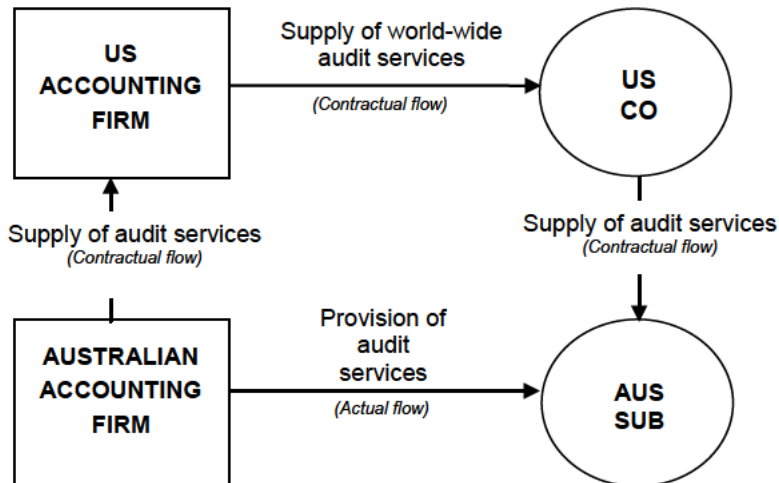 US
ACCOUNTING
FIRM
Supply of world-wide
audit services
(Contractual flow)
US
CO
Supply of audit services
(Contractual flow)
Supply of audit services
(Contractual flow)
AUSTRALIAN
ACCOUNTING
FIRM
Provision of
audit
services
(Actual flow)
AUS
SUB